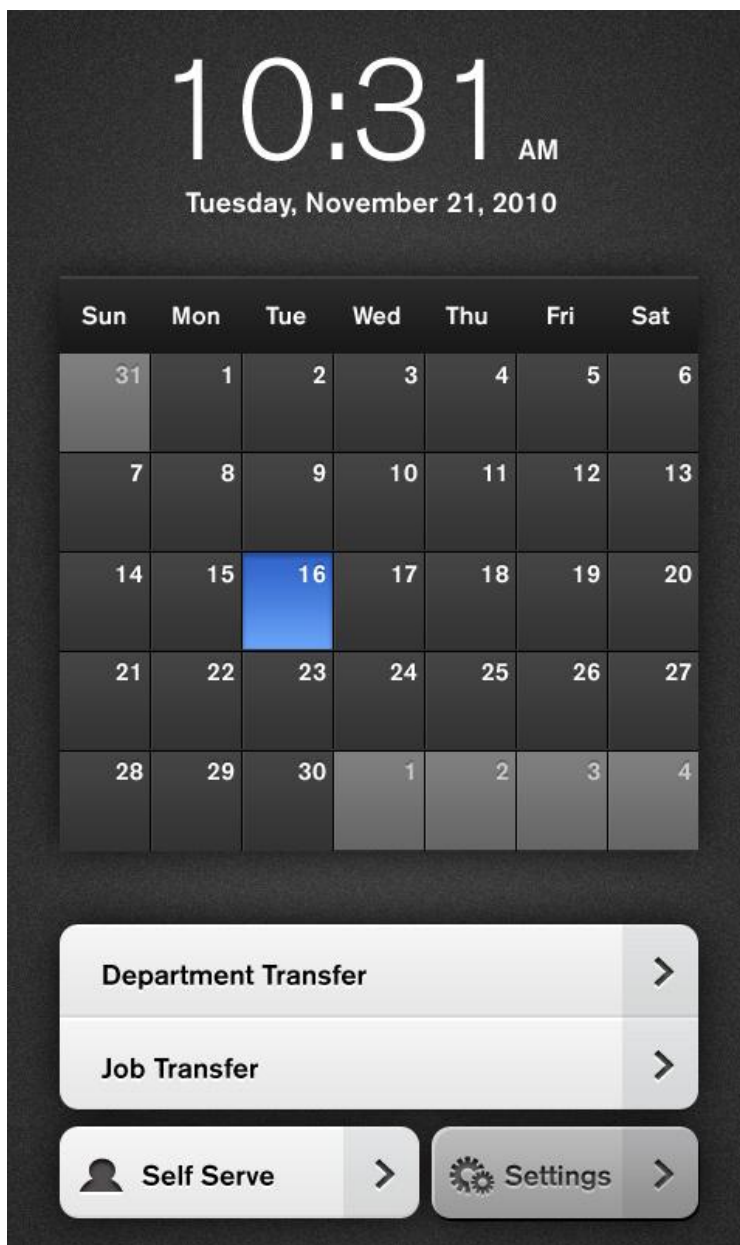 10:31 AM
Tuesday, November 21, 2010
Sun Mon Tue Wed Thu Fri Sat
31 1 2 3 4 5 6
7 8 9 10 11 12 13
14 15 16 17 18 19 20
21 22 23 24 25 26 27
28 29 30 1 2 3 4
Department Transfer
Job Transfer
Self Serve Settings